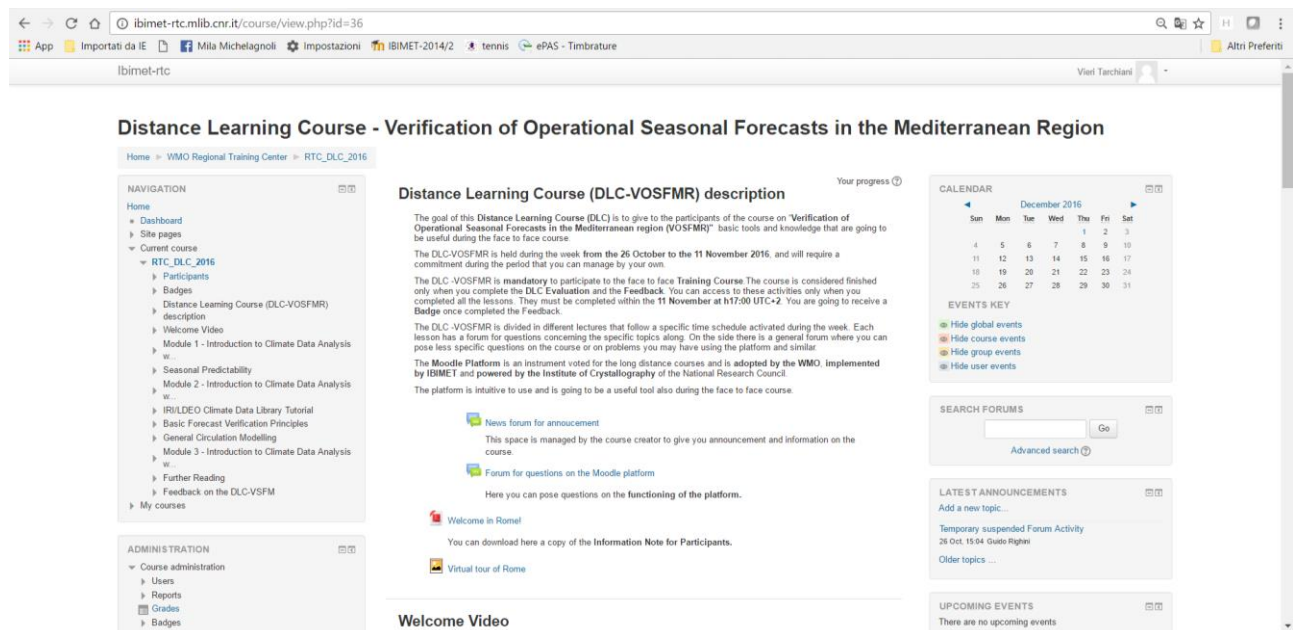 ibimet-rtc.mlib.cnr.it/course/view.php?id=36
App Importati da IE Mila Michelagnoli Impostazioni IBIMET-2014/2 tennis ePAS - Timbrature Altri Preferiti
Ibimet-rtc Vieri Tarchiani
Distance Learning Course - Verification of Operational Seasonal Forecasts in the Mediterranean Region
Home WMO Regional Training Center RTC_DLC_2016
NAVIGATION
Home
Dashboard
Site pages
Current course
RTC_DLC_2016
Participants
Badges
Distance Learning Course (DLC-VOSFMR)
description
Welcome Video
Module 1 - Introduction to Climate Data Analysis
w...
Seasonal Predictability
Module 2 - Introduction to Climate Data Analysis
w...
IRI/LDEO Climate Data Library Tutorial
Basic Forecast Verification Principles
General Circulation Modelling
Module 3 - Introduction to Climate Data Analysis
w...
Further Reading
Feedback on the DLC-VSFM
My courses
ADMINISTRATION
Course administration
Users
Reports
Grades
Badges
Your progress
Distance Learning Course (DLC-VOSFMR) description
The goal of this Distance Learning Course (DLC) is to give to the participants of the course on "Verification of
Operational Seasonal Forecasts in the Mediterranean region (VOSFMR)" basic tools and knowledge that are going to
be useful during the face to face course.
The DLC-VOSFMR is held during the week from the 26 October to the 11 November 2016, and will require a
commitment during the period that you can manage by your own.
The DLC -VOSFMR is mandatory to participate to the face to face Training Course.The course is considered finished
only when you complete the DLC Evaluation and the Feedback. You can access to these activities only when you
completed all the lessons. They must be completed within the 11 November at h17:00 UTC+2. You are going to receive a
Badge once completed the Feedback.
The DLC -VOSFMR is divided in different lectures that follow a specific time schedule activated during the week. Each
lesson has a forum for questions concerning the specific topics along. On the side there is a general forum where you can
pose less specific questions on the course or on problems you may have using the platform and similar.
The Moodle Platform is an instrument voted for the long distance courses and is adopted by the WMO, implemented
by IBIMET and powered by the Institute of Crystallography of the National Research Council.
The platform is intuitive to use and is going to be a useful tool also during the face to face course.
News forum for annoucement
This space is managed by the course creator to give you announcement and information on the
course.
Forum for questions on the Moodle platform
Here you can pose questions on the functioning of the platform.
Welcome in Rome!
You can download here a copy of the Information Note for Participants.
Virtual tour of Rome
Welcome Video
CALENDAR
December 2016
Sun Mon Tue Wed Thu Fri Sat
1 2 3
4 5 6 7 8 9 10
11 12 13 14 15 16 17
18 19 20 21 22 23 24
25 26 27 28 29 30 31
EVENTS KEY
Hide global events
Hide course events
Hide group events
Hide user events
SEARCH FORUMS
Go
Advanced search
LATEST ANNOUNCEMENTS
Add a new topic...
Temporary suspended Forum Activity
26 Oct, 15:04 Guido Righini
Older topics ...
UPCOMING EVENTS
There are no upcoming events